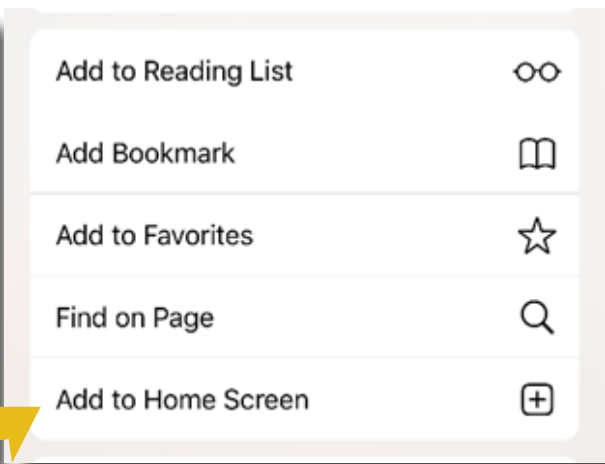 Add to Reading List
Add Bookmark
Add to Favorites
Find on Page
Add to Home Screen